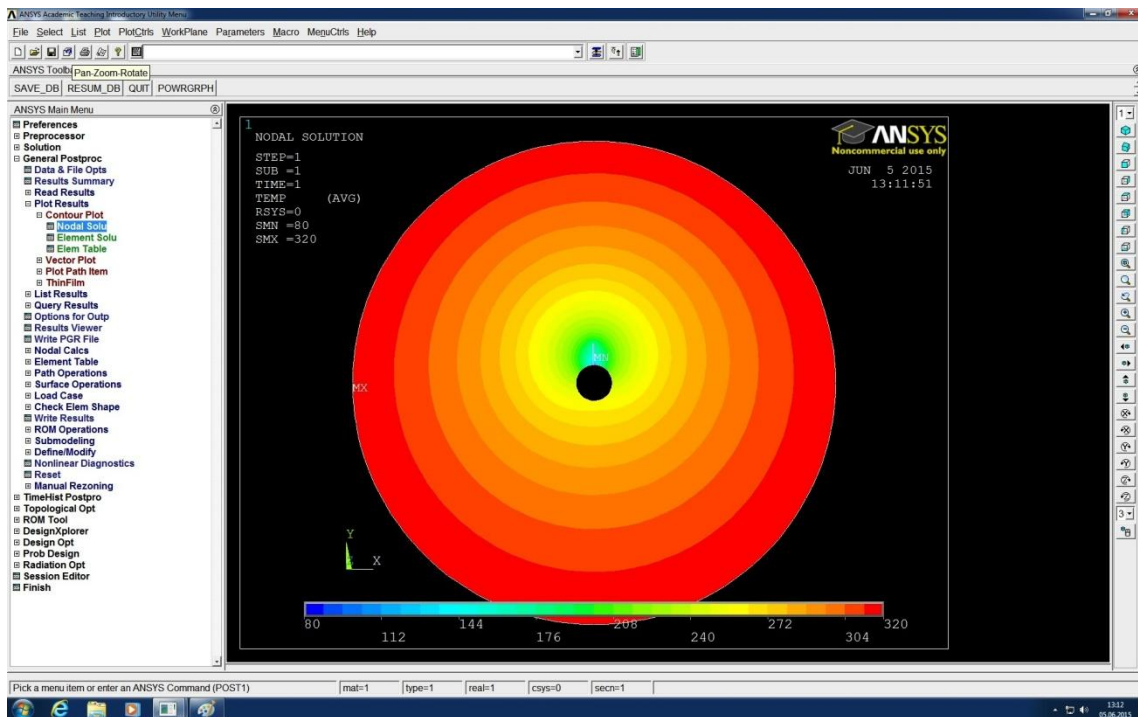 ANSYS Academic Teaching Introductory Utility Menu
File Select List Plot PlotCtrls WorkPlane Parameters Macro MenuCtrls Help
ANSYS Toolb
Pan-Zoom-Rotate
SAVE_DB RESUM_DB QUIT POWRGRPH
ANSYS Main Menu
Preferences
Preprocessor
Solution
General Postproc
Data & File Opts
Results Summary
Read Results
Plot Results
Contour Plot
Nodal Solu
Element Solu
Elem Table
Vector Plot
Plot Path Item
ThinFilm
List Results
Query Results
Options for Outp
Results Viewer
Write PGR File
Nodal Calcs
Element Table
Path Operations
Surface Operations
Load Case
Check Elem Shape
Write Results
ROM Operations
Submodeling
Define/Modify
Nonlinear Diagnostics
Reset
Manual Rezoning
TimeHist Postpro
Topological Opt
ROM Tool
DesignXplorer
Design Opt
Prob Design
Radiation Opt
Session Editor
Finish
1
NODAL SOLUTION
STEP=1
SUB =1
TIME=1
TEMP (AVG)
RSYS=0
SMN =80
SMX =320
ANSYS
Noncommercial use only
JUN 5 2015
13:11:51
MN
MX
Y
X
80 144 208 272 320
112 176 240 304
1
3
Pick a menu item or enter an ANSYS Command (POST1) mat=1 type=1 real=1 csys=0 secn=1
13:12
05.06.2015